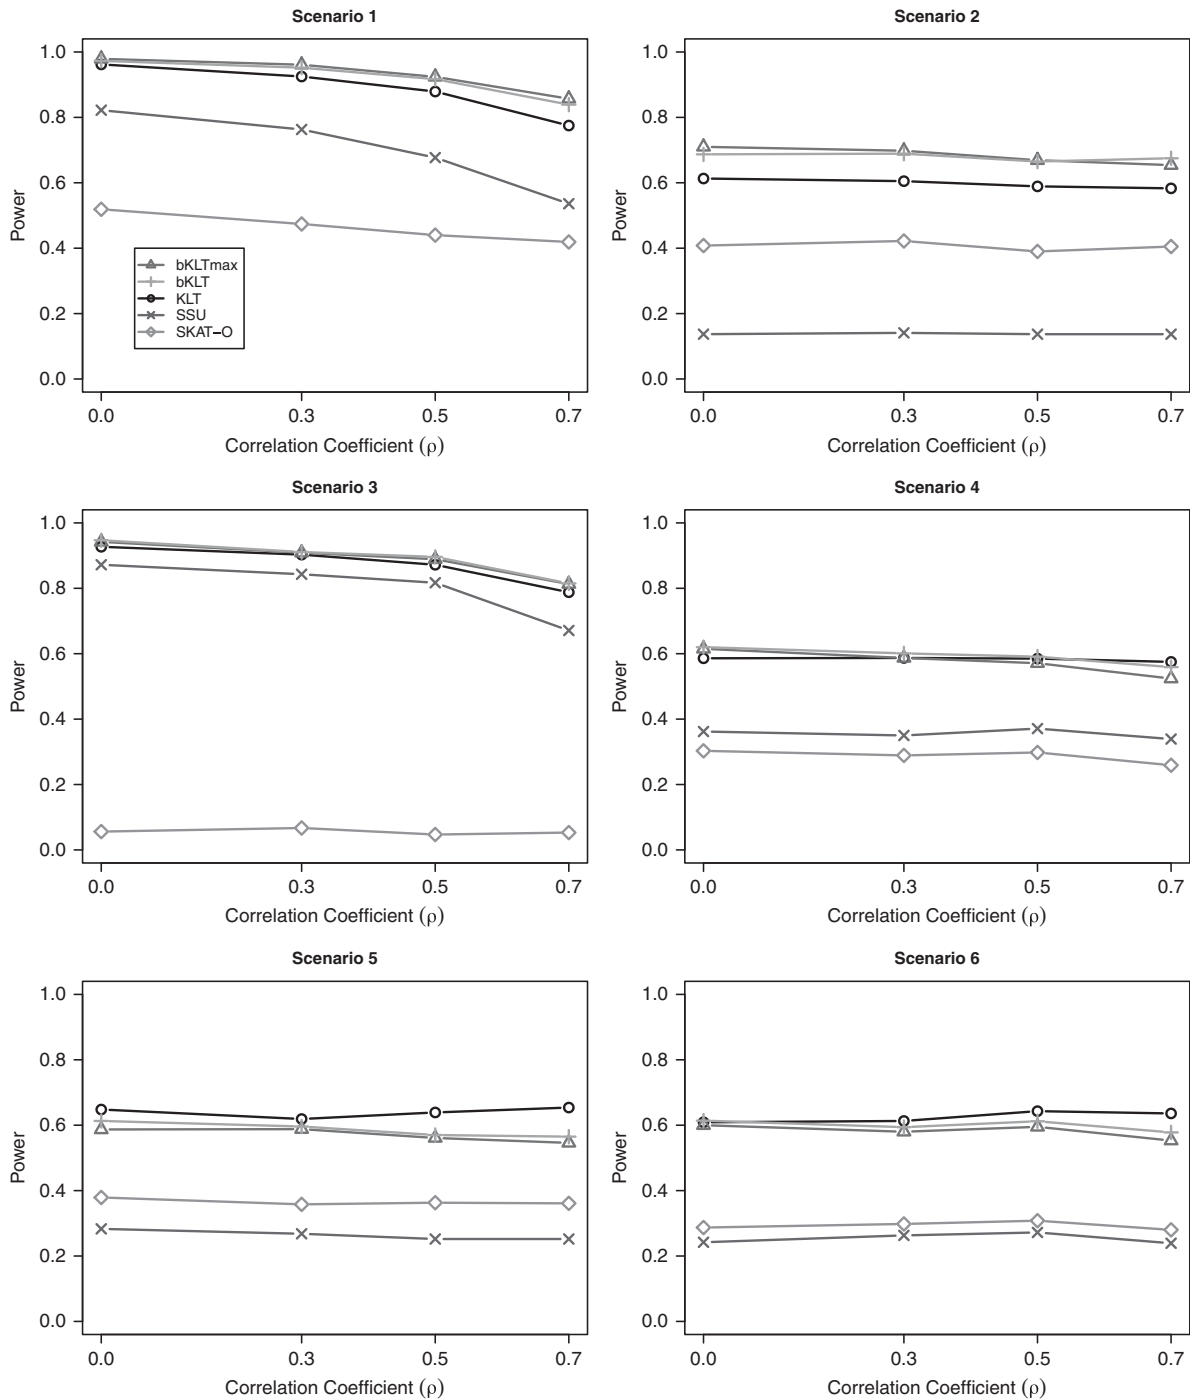 Scenario 1
1.0
0.8
0.6
0.4
0.2
0.0
Power
bKLTmax
bKLT
KLT
SSU
SKAT−O
0.0 0.3 0.5 0.7
Correlation Coefficient (ρ)
Scenario 2
1.0
0.8
0.6
0.4
0.2
0.0
Power
0.0 0.3 0.5 0.7
Correlation Coefficient (ρ)
Scenario 3
1.0
0.8
0.6
0.4
0.2
0.0
Power
0.0 0.3 0.5 0.7
Correlation Coefficient (ρ)
Scenario 4
1.0
0.8
0.6
0.4
0.2
0.0
Power
0.0 0.3 0.5 0.7
Correlation Coefficient (ρ)
Scenario 5
1.0
0.8
0.6
0.4
0.2
0.0
Power
0.0 0.3 0.5 0.7
Correlation Coefficient (ρ)
Scenario 6
1.0
0.8
0.6
0.4
0.2
0.0
Power
0.0 0.3 0.5 0.7
Correlation Coefficient (ρ)